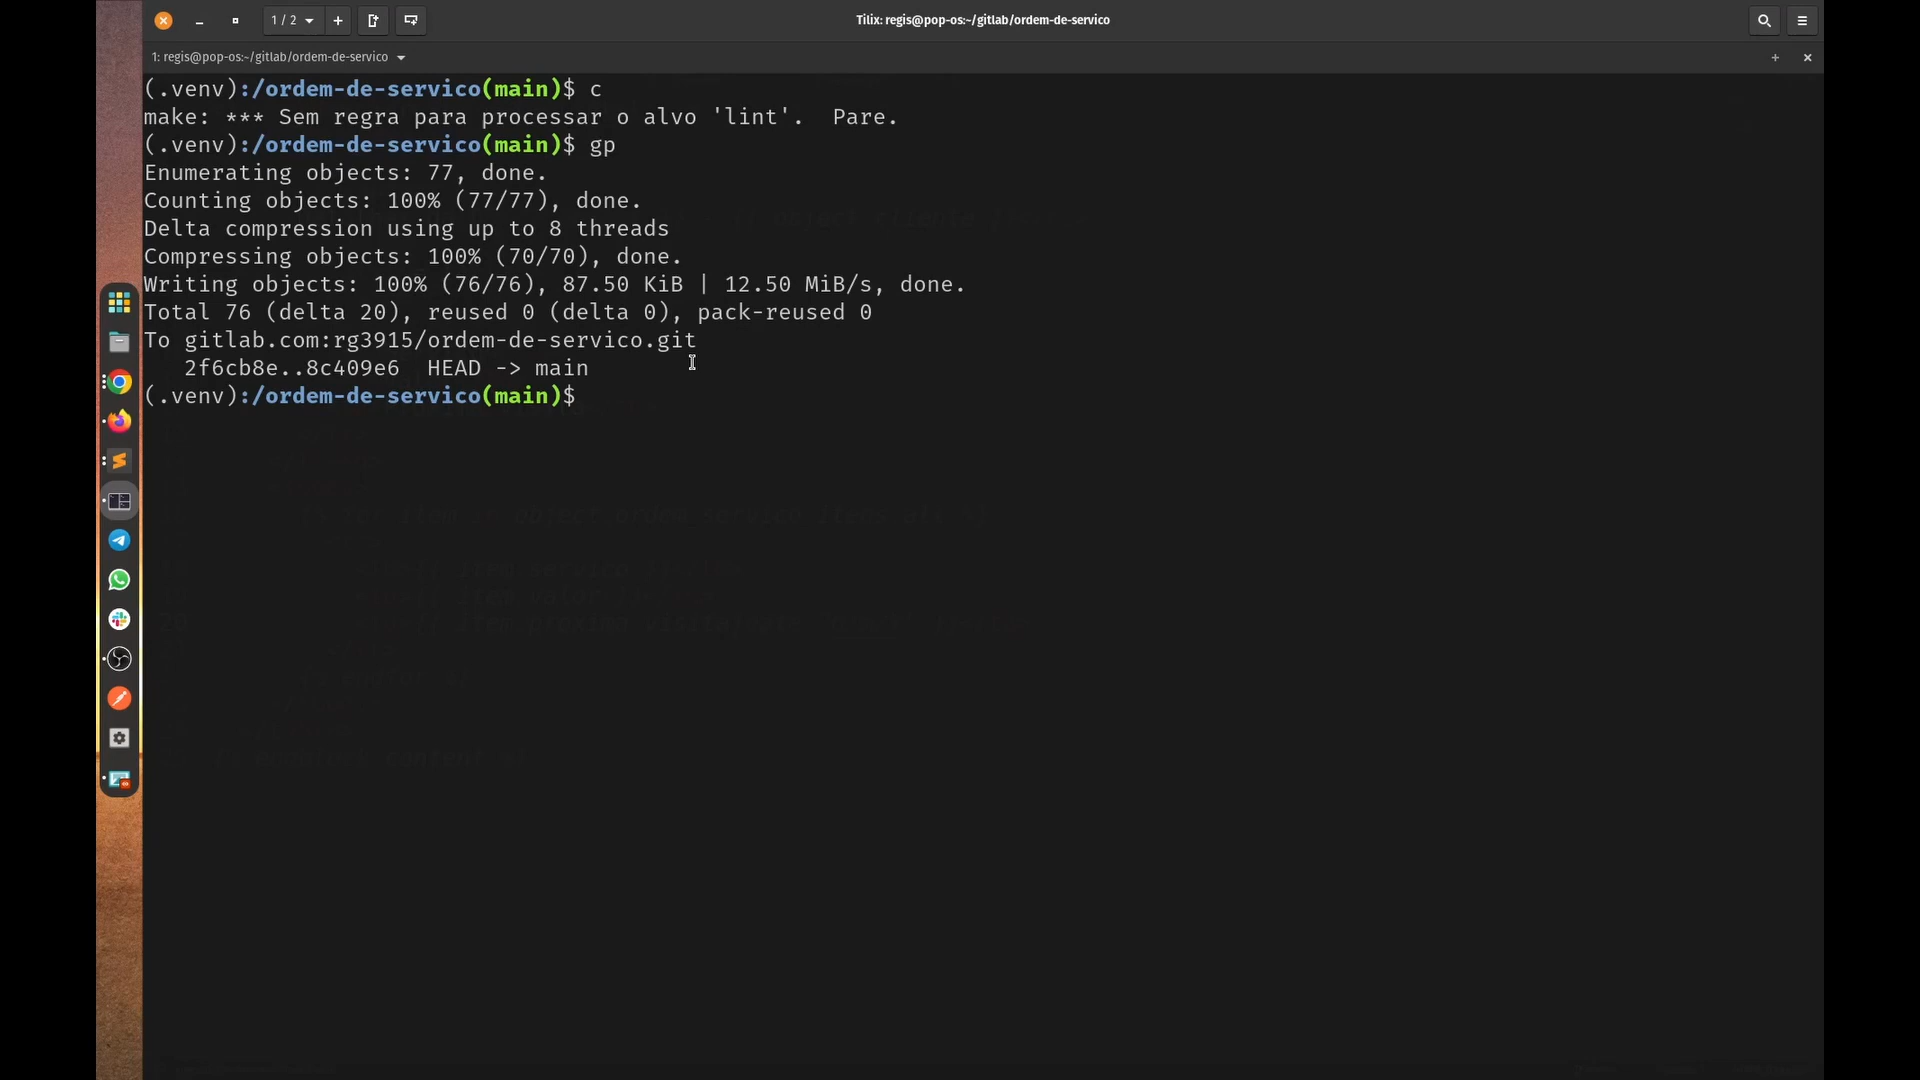 1 / 2
Tilix: regis@pop-os:~/gitlab/ordem-de-servico
1: regis@pop-os:~/gitlab/ordem-de-servico
(.venv):/ordem-de-servico(main)$ c
make: *** Sem regra para processar o alvo 'lint'.  Pare.
(.venv):/ordem-de-servico(main)$ gp
Enumerating objects: 77, done.
Counting objects: 100% (77/77), done.
Delta compression using up to 8 threads
Compressing objects: 100% (70/70), done.
Writing objects: 100% (76/76), 87.50 KiB | 12.50 MiB/s, done.
Total 76 (delta 20), reused 0 (delta 0), pack-reused 0
To gitlab.com:rg3915/ordem-de-servico.git
   2f6cb8e..8c409e6  HEAD -> main
(.venv):/ordem-de-servico(main)$